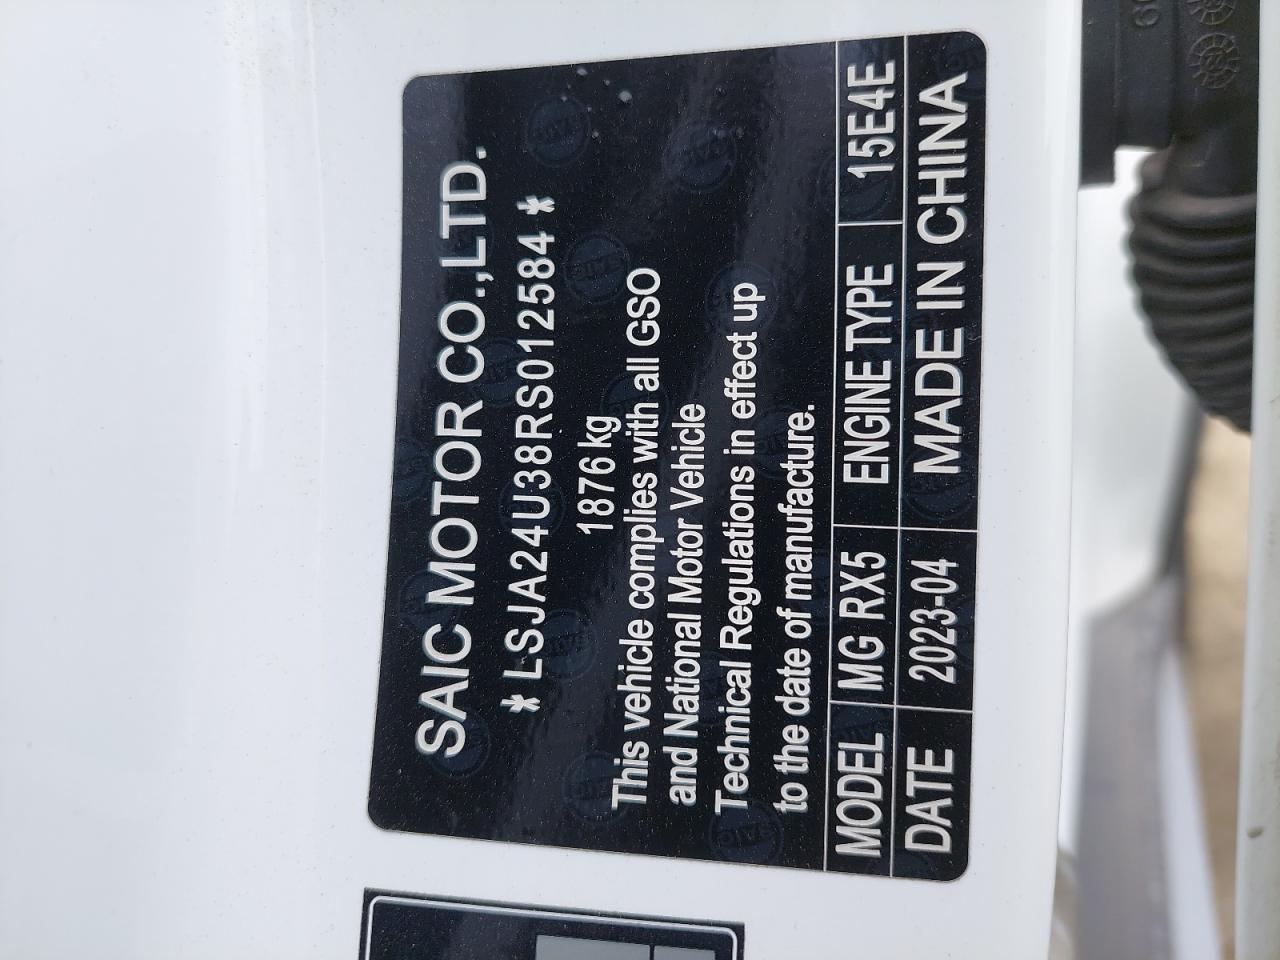 SAIC MOTOR CO.,LTD.
* LSJA24U38RS012584 *
1876 kg
This vehicle complies with all GSO
and National Motor Vehicle
Technical Regulations in effect up
to the date of manufacture.
MODEL MG RX5 ENGINE TYPE 15E4E
DATE 2023-04 MADE IN CHINA